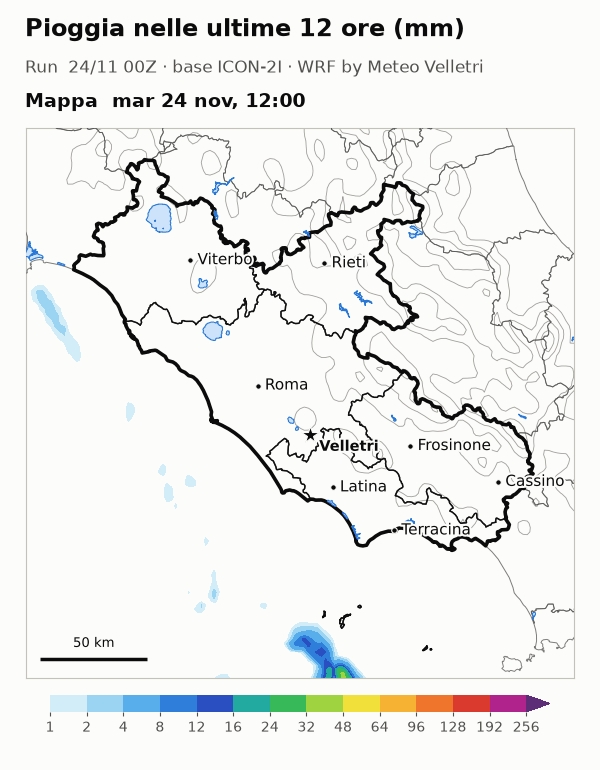 Pioggia nelle ultime 12 ore (mm)
Run  24/11 00Z · base ICON-2I · WRF by Meteo Velletri
Mappa  mar 24 nov, 12:00
Viterbo
Rieti
Roma
Velletri
Frosinone
Cassino
Latina
Terracina
50 km
1 2 4 8 12 16 24 32 48 64 96 128 192 256